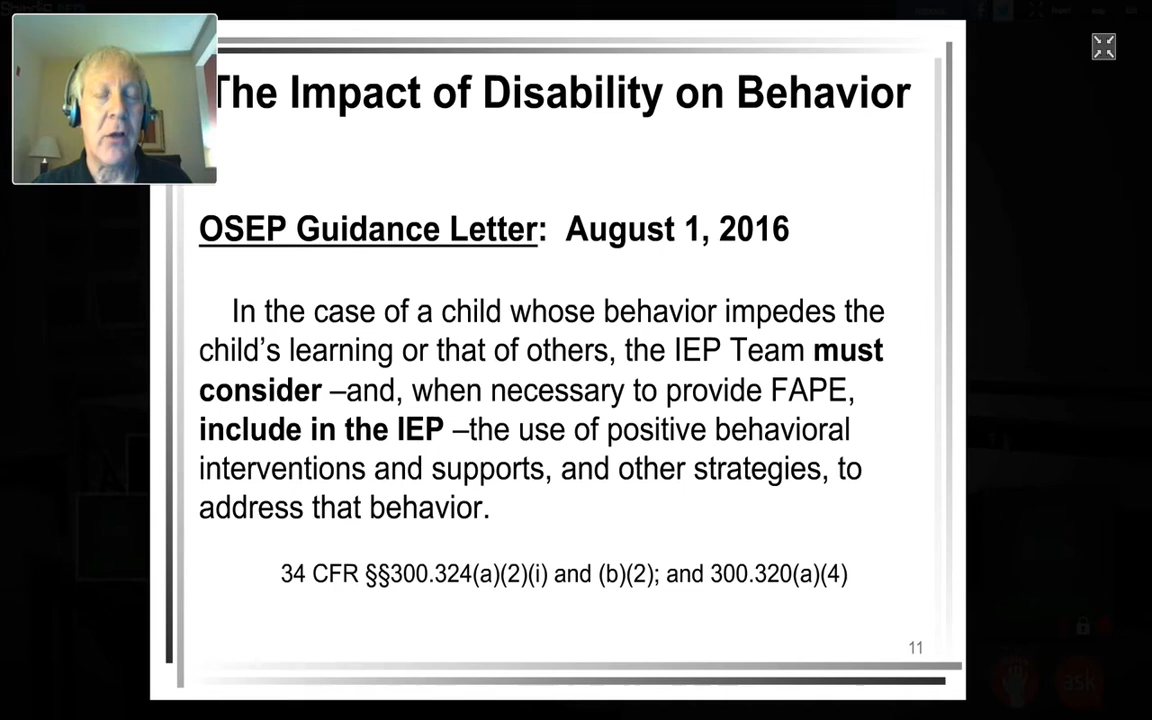 The Impact of Disability on Behavior
OSEP Guidance Letter: August 1, 2016
In the case of a child whose behavior impedes the
child’s learning or that of others, the IEP Team must
consider –and, when necessary to provide FAPE,
include in the IEP –the use of positive behavioral
interventions and supports, and other strategies, to
address that behavior.
34 CFR §§300.324(a)(2)(i) and (b)(2); and 300.320(a)(4)
11
ask